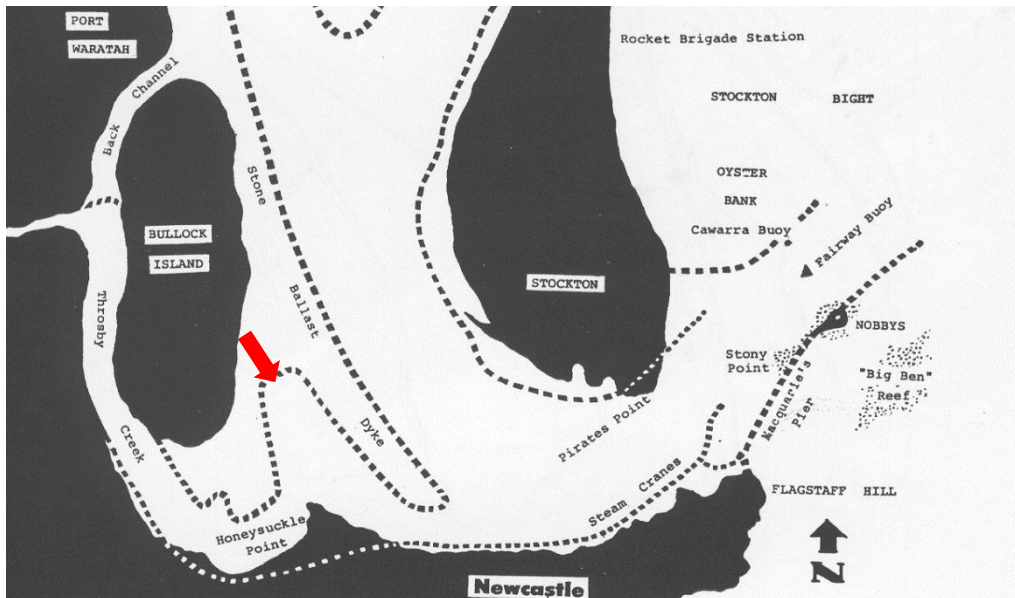 PORT
WARATAH
Rocket Brigade Station
Back Channel
STOCKTON BIGHT
Stone Ballast Dyke
OYSTER
BANK
Cawarra Buoy
Fairway Buoy
BULLOCK
ISLAND
STOCKTON
Throsby Creek
NOBBYS
Stony
Point
"Big Ben"
Reef
Macquarie's
Pier
Pirates Point
Steam Cranes
FLAGSTAFF HILL
Honeysuckle
Point
N
Newcastle